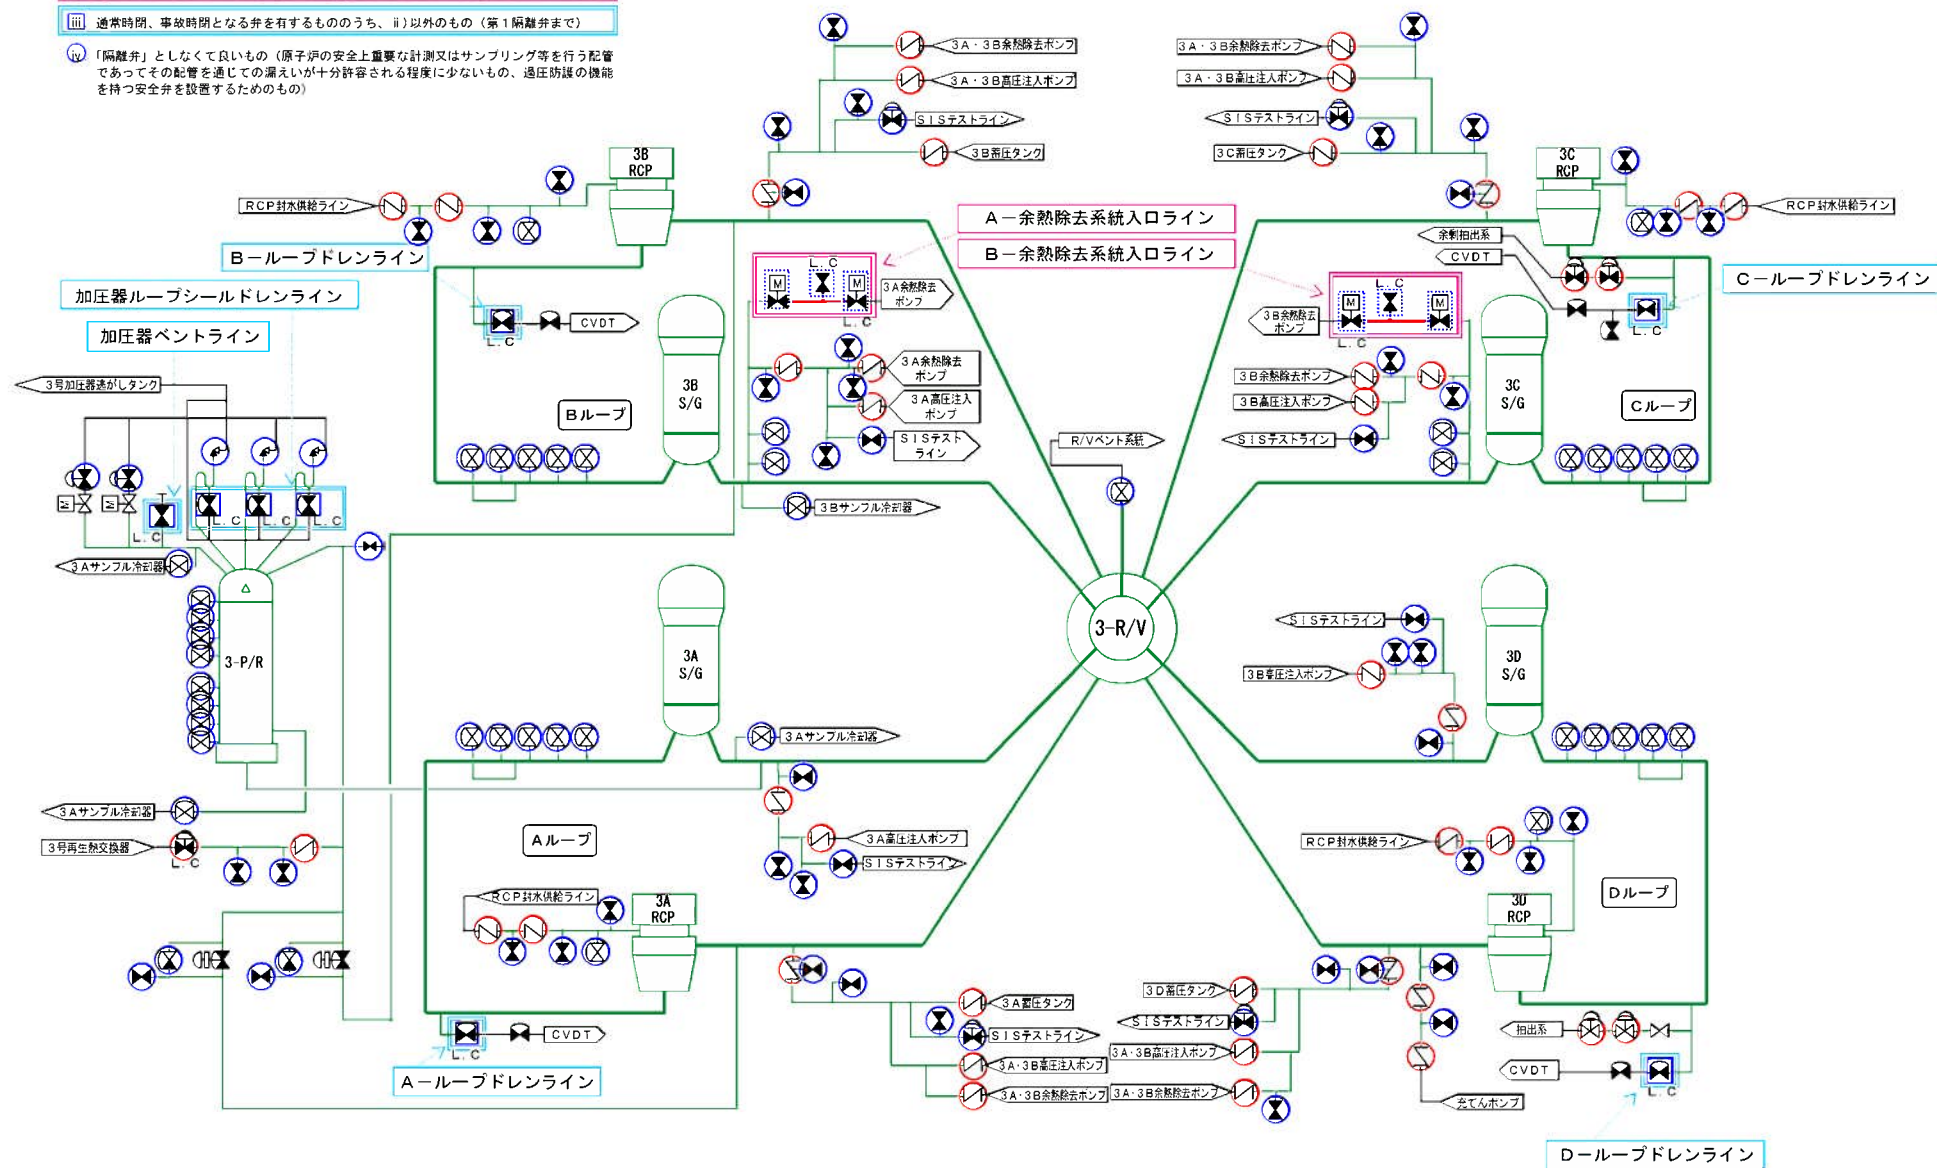 iii 通常時閉、事故時閉となる弁を有するもののうち、ii)以外のもの(第1隔離弁まで)
iv 「隔離弁」としなくて良いもの(原子炉の安全上重要な計測又はサンプリング等を行う配管
であってその配管を通じての漏えいが十分許容される程度に少ないもの、過圧防護の機能
を持つ安全弁を設置するためのもの)
3A・3B余熱除去ポンプ
3A・3B高圧注入ポンプ
SISテストライン
3B蓄圧タンク
3A・3B余熱除去ポンプ
3A・3B高圧注入ポンプ
SISテストライン
3C蓄圧タンク
3B
RCP
RCP封水供給ライン
3C
RCP
RCP封水供給ライン
A-余熱除去系統入口ライン
B-余熱除去系統入口ライン
B-ループドレンライン
加圧器ループシールドレンライン
加圧器ベントライン
C-ループドレンライン
余剰抽出系
CVDT
L.C
L.C
M
M
3A余熱除去
ポンプ
L.C
CVDT
L.C
L.C
M
M
3B余熱除去
ポンプ
L.C
L.C
3号加圧器逃がしタンク
3B
S/G
Bループ
3A余熱除去
ポンプ
3A高圧注入
ポンプ
SISテスト
ライン
3B余熱除去ポンプ
3B高圧注入ポンプ
SISテストライン
3C
S/G
Cループ
R/Vベント系統
M
M
L.C
L.C
L.C
L.C
3Bサンプル冷却器
3Aサンプル冷却器
3-P/R
3A
S/G
3-R/V
SISテストライン
3B高圧注入ポンプ
3D
S/G
3Aサンプル冷却器
3Aサンプル冷却器
3号再生熱交換器
L.C
Aループ
3A高圧注入ポンプ
SISテストライン
RCP封水供給ライン
Dループ
RCP封水供給ライン
3A
RCP
3D
RCP
3A蓄圧タンク
SISテストライン
3A・3B高圧注入ポンプ
3A・3B余熱除去ポンプ
3D蓄圧タンク
SISテストライン
3A・3B高圧注入ポンプ
3A・3B余熱除去ポンプ
CVDT
L.C
A-ループドレンライン
抽出系
CVDT
L.C
充てんポンプ
D-ループドレンライン